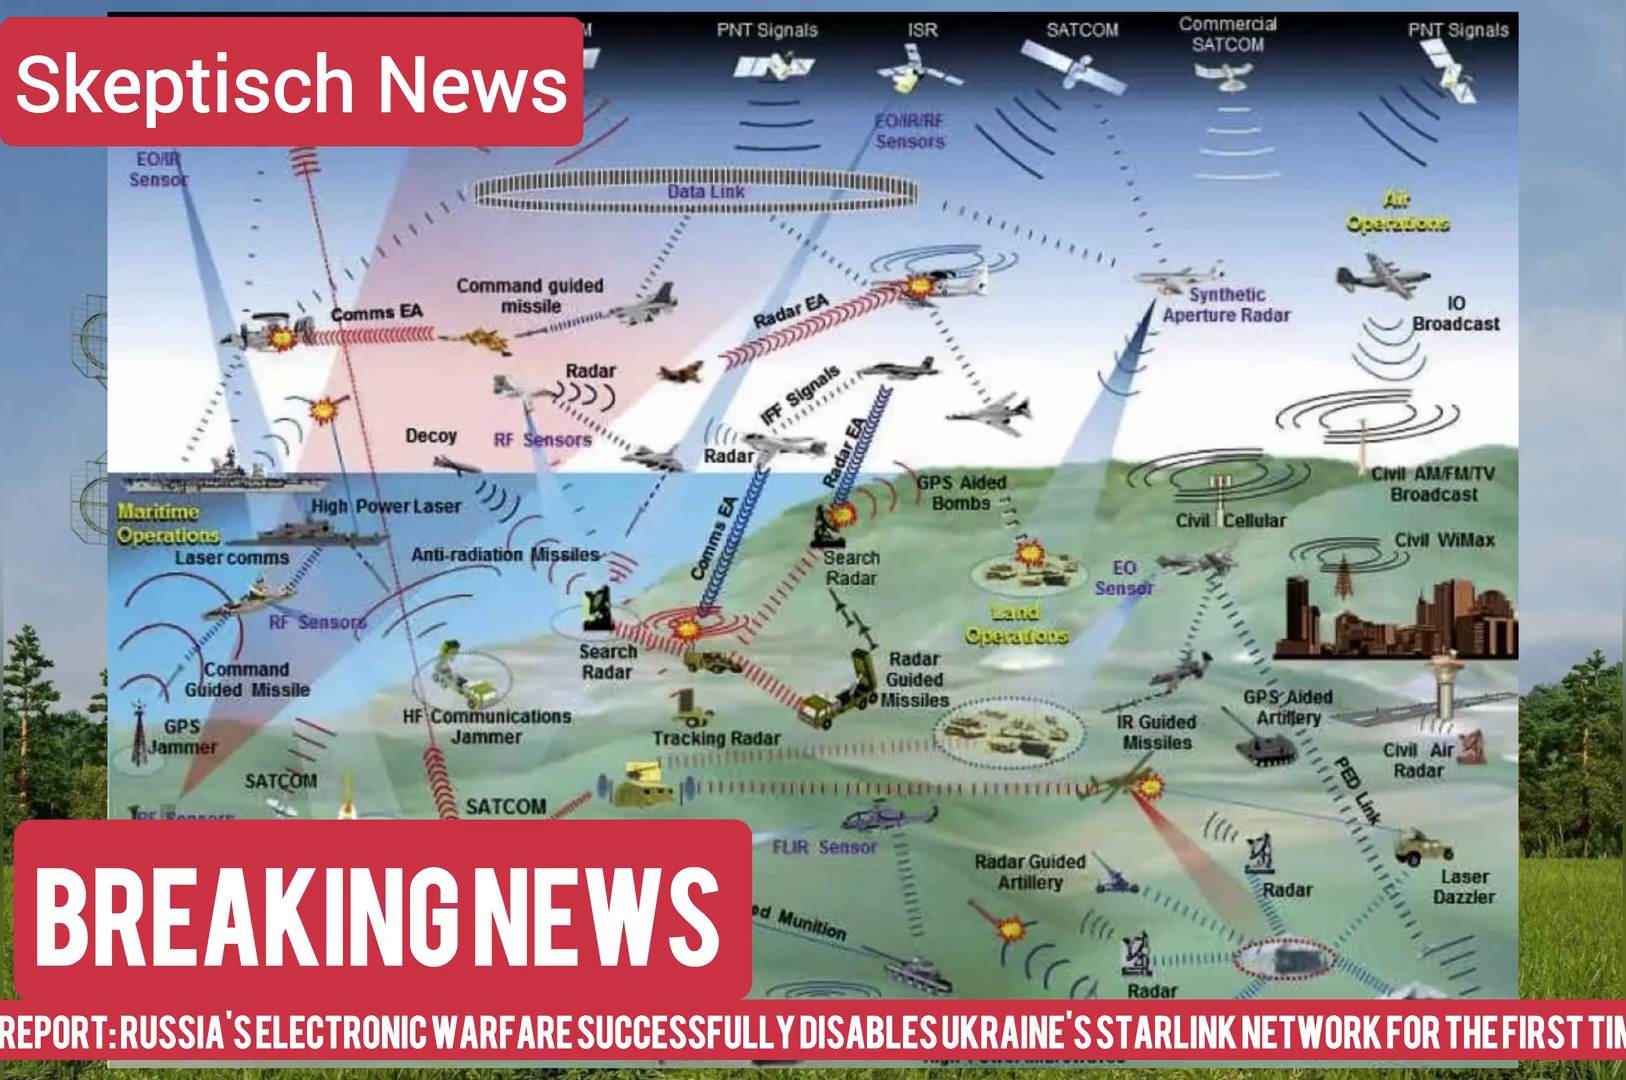 Skeptisch News
PNT Signals
ISR
SATCOM
Commercial
SATCOM
PNT Signals
EO/IR
Sensor
EO/IR/RF
Sensors
Data Link
Air
Operations
Comms EA
Command guided
missile
Radar EA
Synthetic
Aperture Radar
IO
Broadcast
Radar
IFF Signals
Decoy
RF Sensors
Radar
Radar EA
GPS Aided
Bombs
Civil AM/FM/TV
Broadcast
Maritime
Operations
High Power Laser
Civil Cellular
Civil WiMax
Laser comms
Anti-radiation Missiles
Comms EA
Search
Radar
EO
Sensor
RF Sensors
Land
Operations
Command
Guided Missile
Search
Radar
Radar
Guided
Missiles
GPS
Jammer
HF Communications
Jammer
Tracking Radar
IR Guided
Missiles
GPS Aided
Artillery
Civil Air
Radar
SATCOM
SATCOM
PED Link
RF Sensors
FLIR Sensor
Radar Guided
Artillery
Radar
Laser
Dazzler
BREAKING NEWS
Munition
Radar
REPORT: RUSSIA'S ELECTRONIC WARFARE SUCCESSFULLY DISABLES UKRAINE'S STARLINK NETWORK FOR THE FIRST